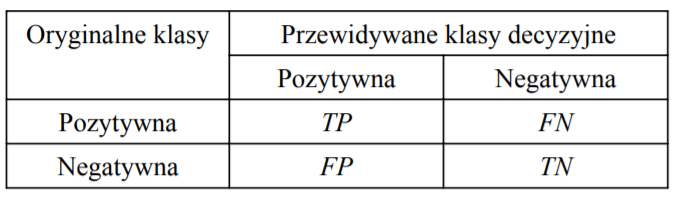 Oryginalne klasy Przewidywane klasy decyzyjne
Pozytywna Negatywna
Pozytywna TP FN
Negatywna FP TN